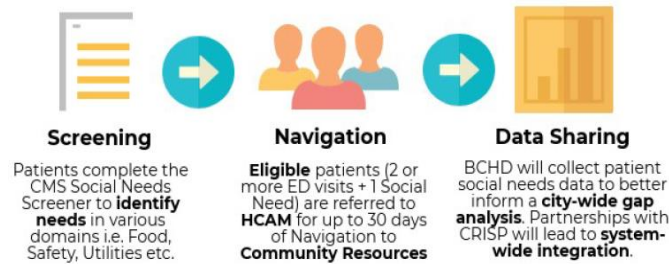 Screening
Patients complete the
CMS Social Needs
Screener to identify
needs in various
domains i.e. Food,
Safety, Utilities etc.
Navigation
Eligible patients (2 or
more ED visits + 1 Social
Need) are referred to
HCAM for up to 30 days
of Navigation to
Community Resources
Data Sharing
BCHD will collect patient
social needs data to better
inform a city-wide gap
analysis. Partnerships with
CRISP will lead to system-
wide integration.